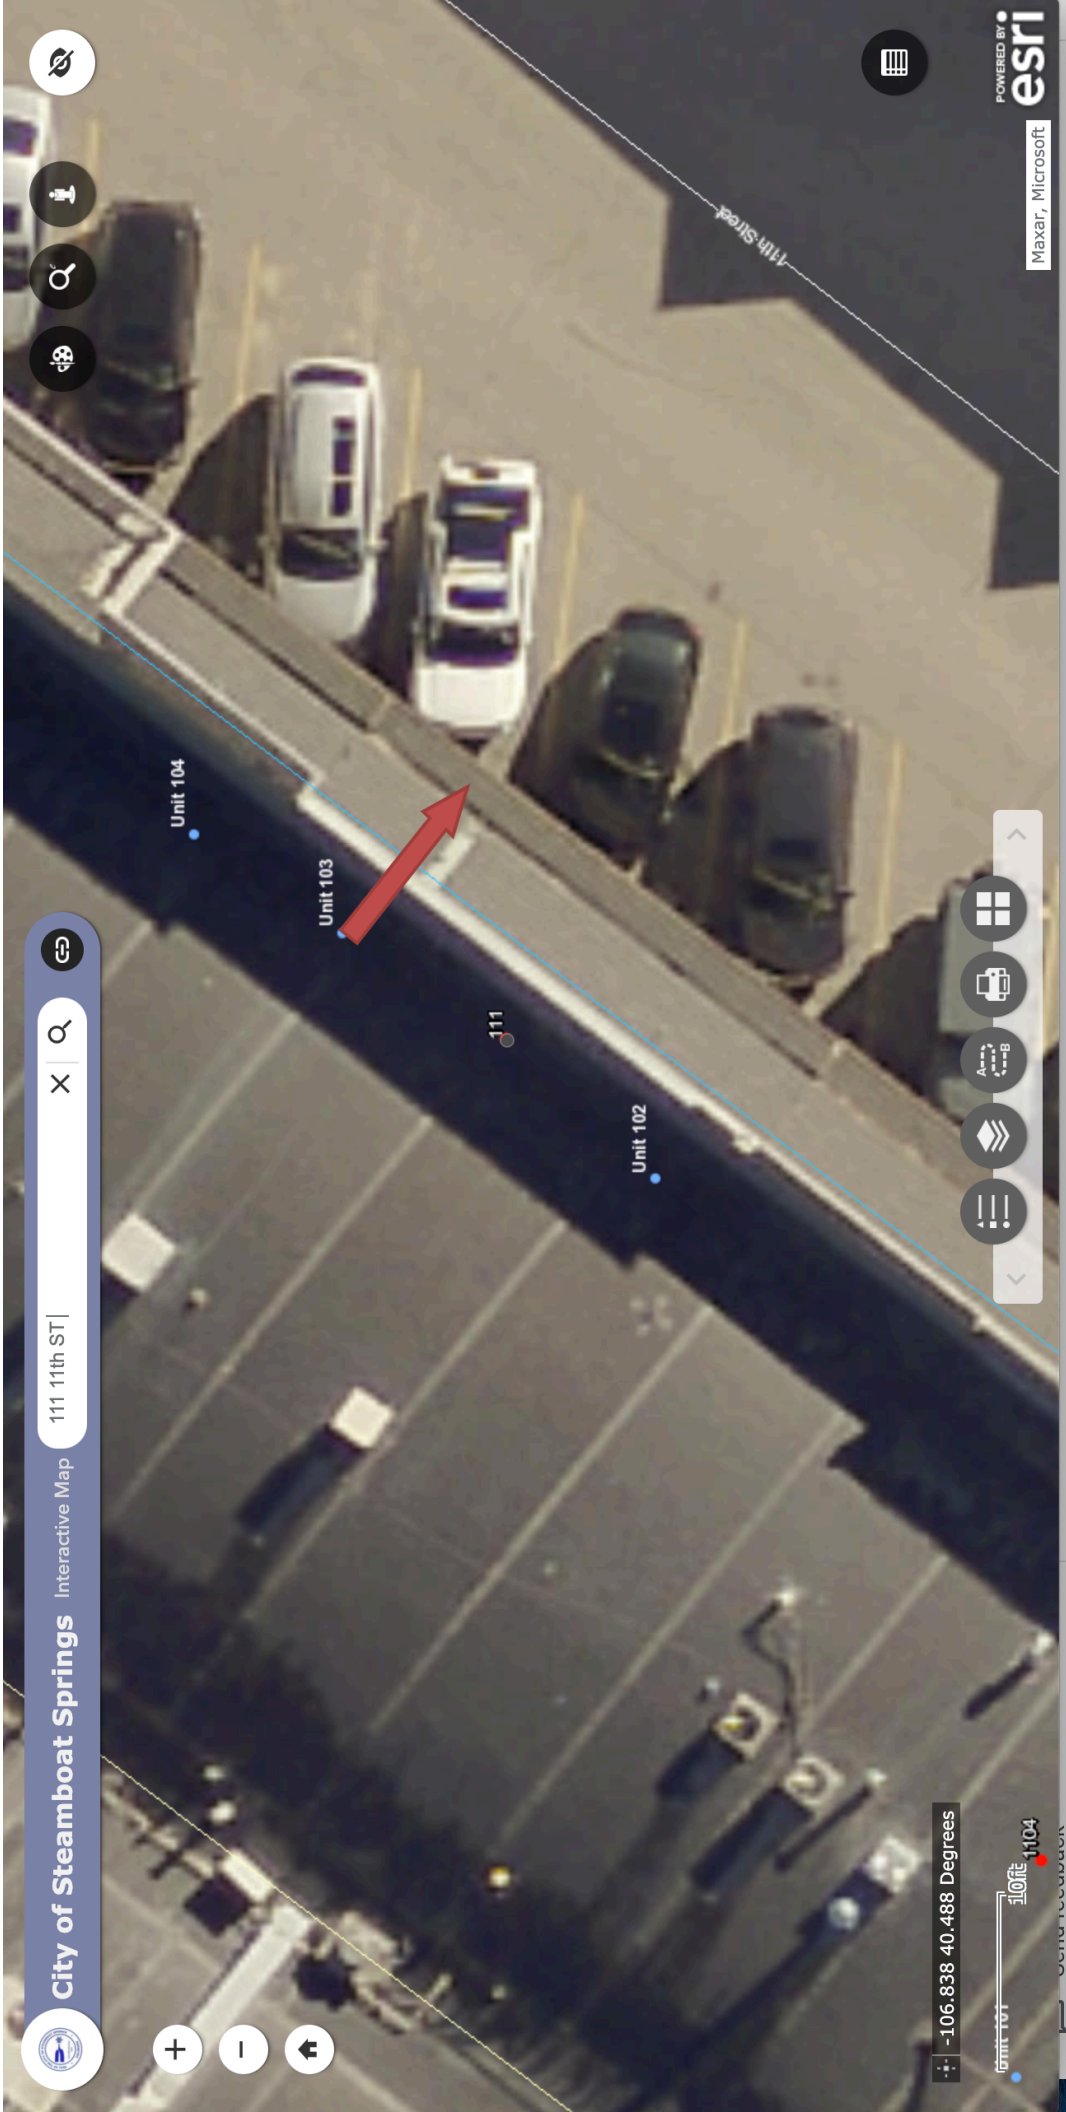 City of Steamboat Springs Interactive Map
111 11th ST
Unit 104
Unit 103
111
Unit 102
11th Street
A
B
-106.838 40.488 Degrees
10ft
1104
Maxar, Microsoft
POWERED BY
esri